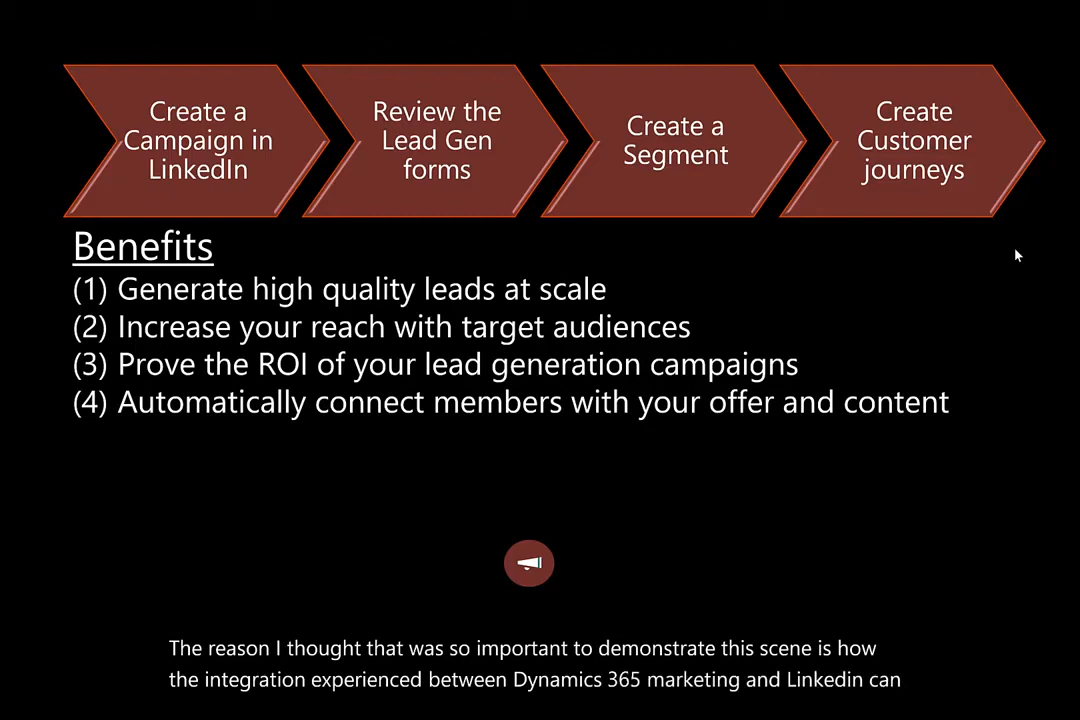 Create a
Campaign in
LinkedIn
Review the
Lead Gen
forms
Create a
Segment
Create
Customer
journeys
Benefits
(1) Generate high quality leads at scale
(2) Increase your reach with target audiences
(3) Prove the ROI of your lead generation campaigns
(4) Automatically connect members with your offer and content
The reason I thought that was so important to demonstrate this scene is how
the integration experienced between Dynamics 365 marketing and Linkedin can